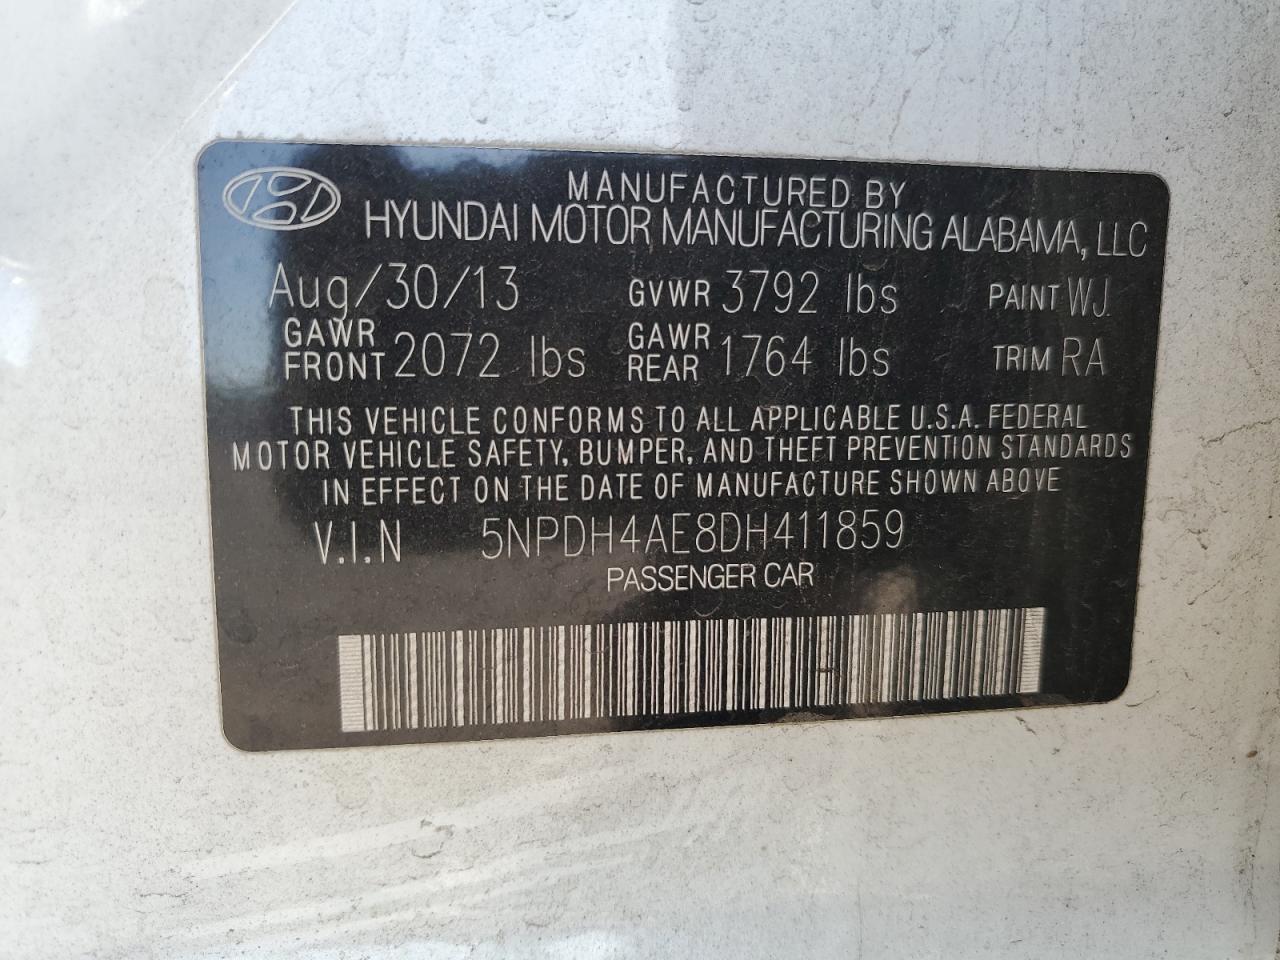 MANUFACTURED BY
HYUNDAI MOTOR MANUFACTURING ALABAMA, LLC
Aug/30/13 GVWR 3792 lbs PAINT WJ
GAWR FRONT 2072 lbs GAWR REAR 1764 lbs TRIM RA
THIS VEHICLE CONFORMS TO ALL APPLICABLE U.S.A. FEDERAL
MOTOR VEHICLE SAFETY, BUMPER, AND THEFT PREVENTION STANDARDS
IN EFFECT ON THE DATE OF MANUFACTURE SHOWN ABOVE
V.I.N 5NPDH4AE8DH411859
PASSENGER CAR